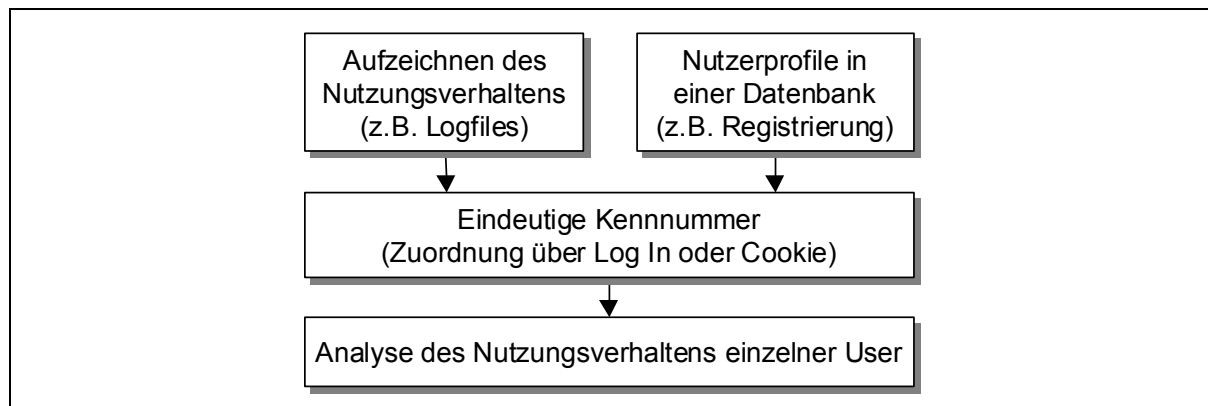 Aufzeichnen des
Nutzungsverhaltens
(z.B. Logfiles)
Nutzerprofile in
einer Datenbank
(z.B. Registrierung)
Eindeutige Kennnummer
(Zuordnung über Log In oder Cookie)
Analyse des Nutzungsverhaltens einzelner User